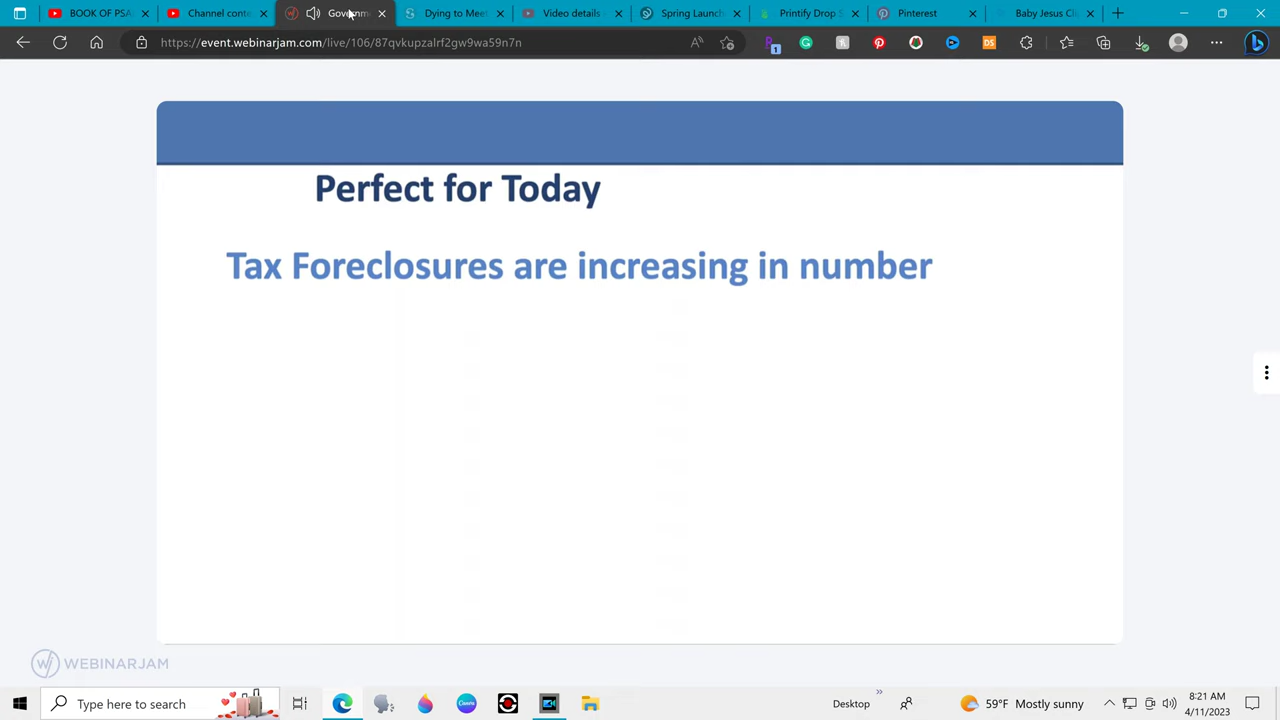 BOOK OF PSA
Channel conte
Governm
Dying to Meet
Video details
Spring Launch
Printify Drop S
Pinterest
Baby Jesus Cl
https://event.webinarjam.com/live/106/87qvkupzalrf2gw9wa59n7n
Perfect for Today
Tax Foreclosures are increasing in number
WEBINARJAM
Type here to search
Canva
Desktop
59°F Mostly sunny
8:21 AM
4/11/2023